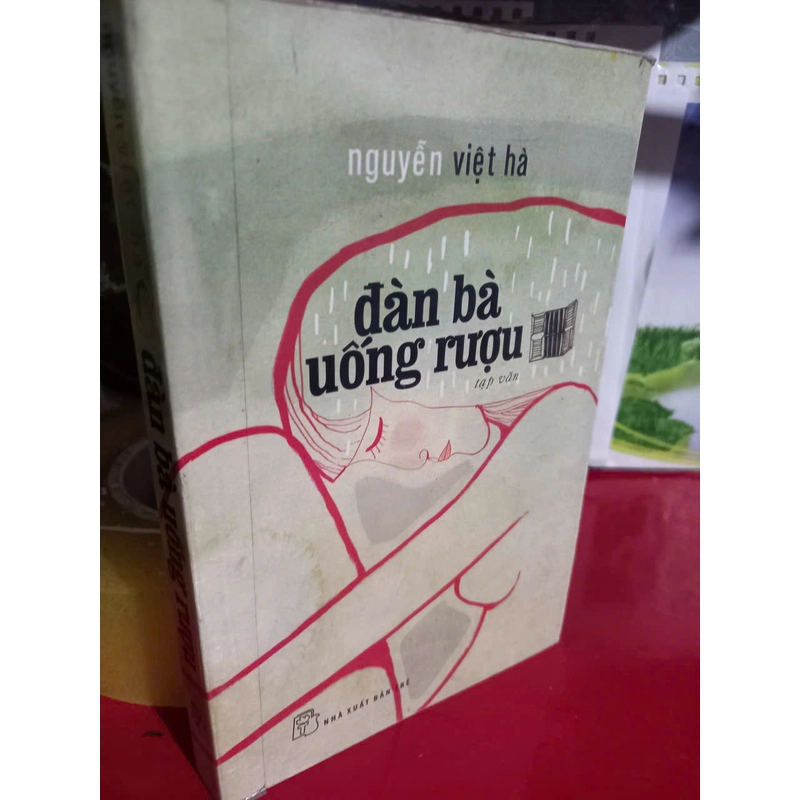 nguyễn việt hà
đàn bà
uống rượu
tạp văn
NHÀ XUẤT BẢN TRẺ
đàn bà uống rượu